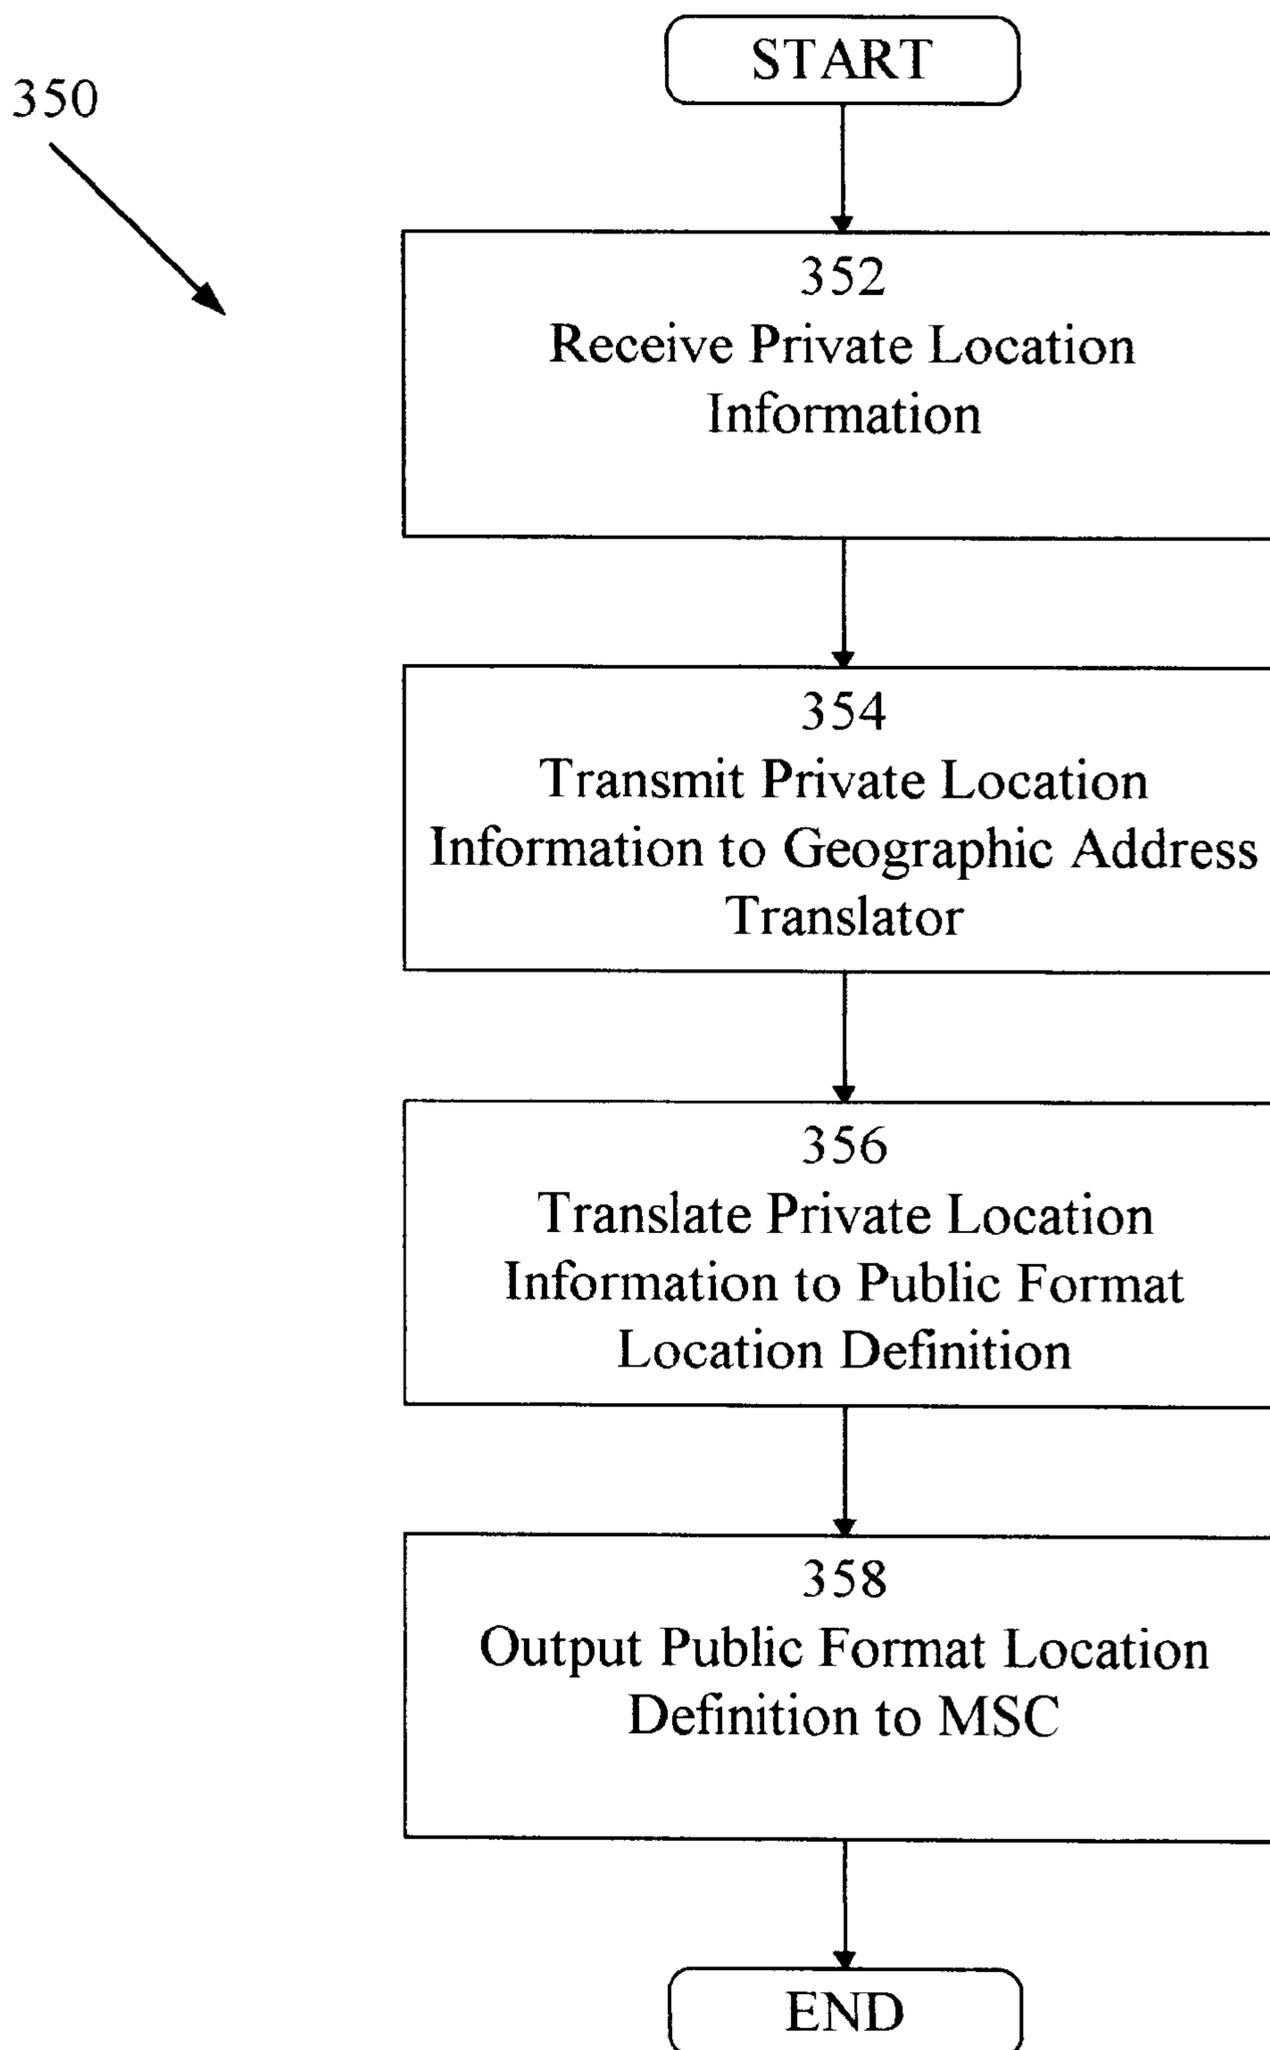 START
350
352
Receive Private Location
Information
354
Transmit Private Location
Information to Geographic Address
Translator
356
Translate Private Location
Information to Public Format
Location Definition
358
Output Public Format Location
Definition to MSC
END